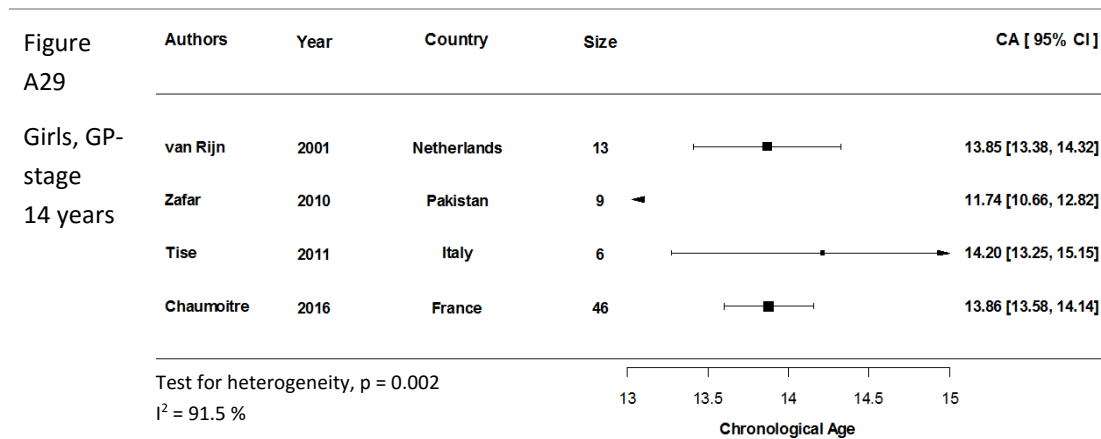 Figure
A29
Girls, GP-
stage
14 years
Authors Year Country Size CA [ 95% CI ]
van Rijn 2001 Netherlands 13 13.85 [13.38, 14.32]
Zafar 2010 Pakistan 9 11.74 [10.66, 12.82]
Tise 2011 Italy 6 14.20 [13.25, 15.15]
Chaumoitre 2016 France 46 13.86 [13.58, 14.14]
Test for heterogeneity, p = 0.002
I² = 91.5 %
13 13.5 14 14.5 15
Chronological Age